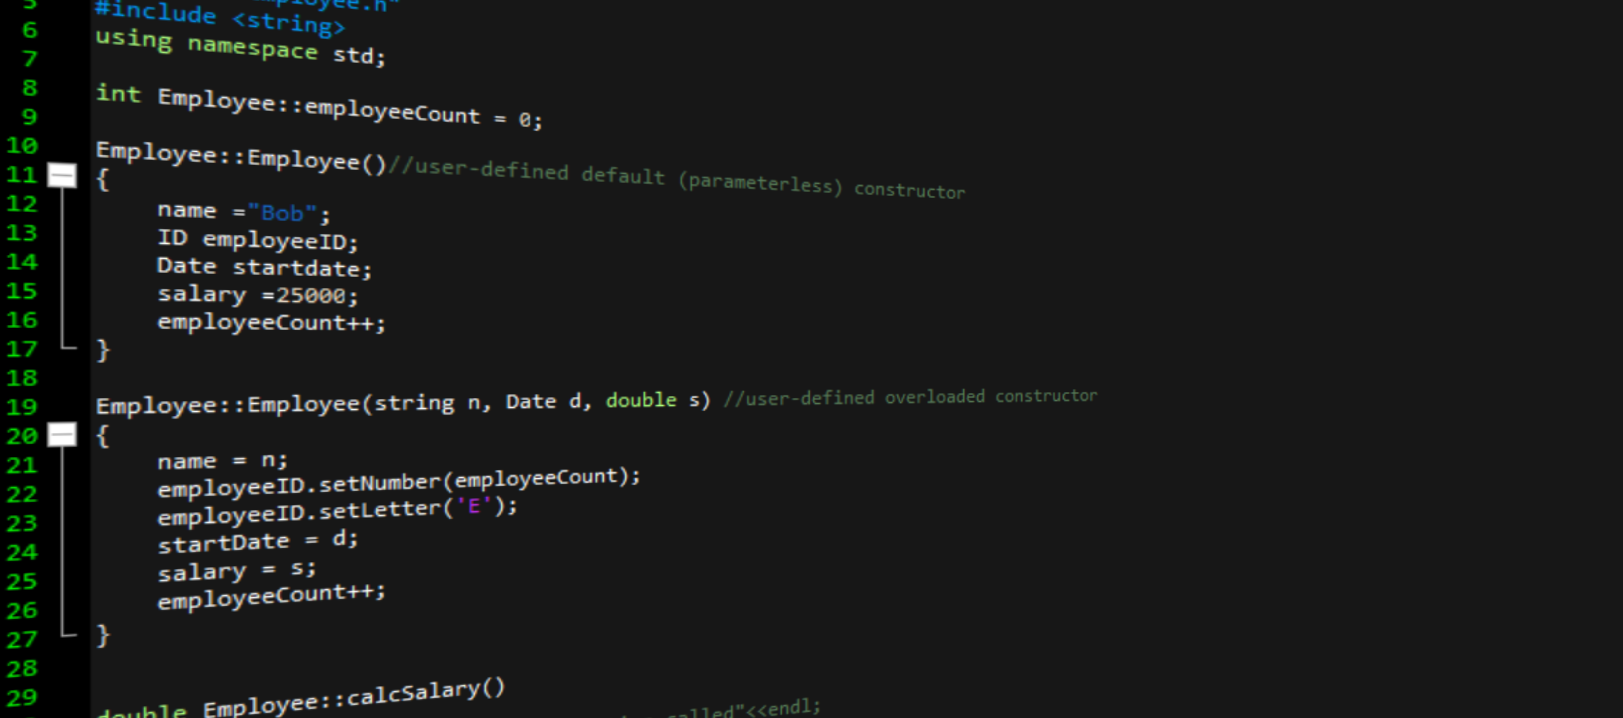 5
#include <string>
6
using namespace std;
7
8
int Employee::employeeCount = 0;
9
10
Employee::Employee()//user-defined default (parameterless) constructor
11
{
12
name ="Bob";
13
ID employeeID;
14
Date startdate;
15
salary =25000;
16
employeeCount++;
17
}
18
19
Employee::Employee(string n, Date d, double s) //user-defined overloaded constructor
20
{
21
name = n;
22
employeeID.setNumber(employeeCount);
23
employeeID.setLetter('E');
24
startDate = d;
25
salary = s;
26
employeeCount++;
27
}
28
29
double Employee::calcSalary()
called"<<endl;